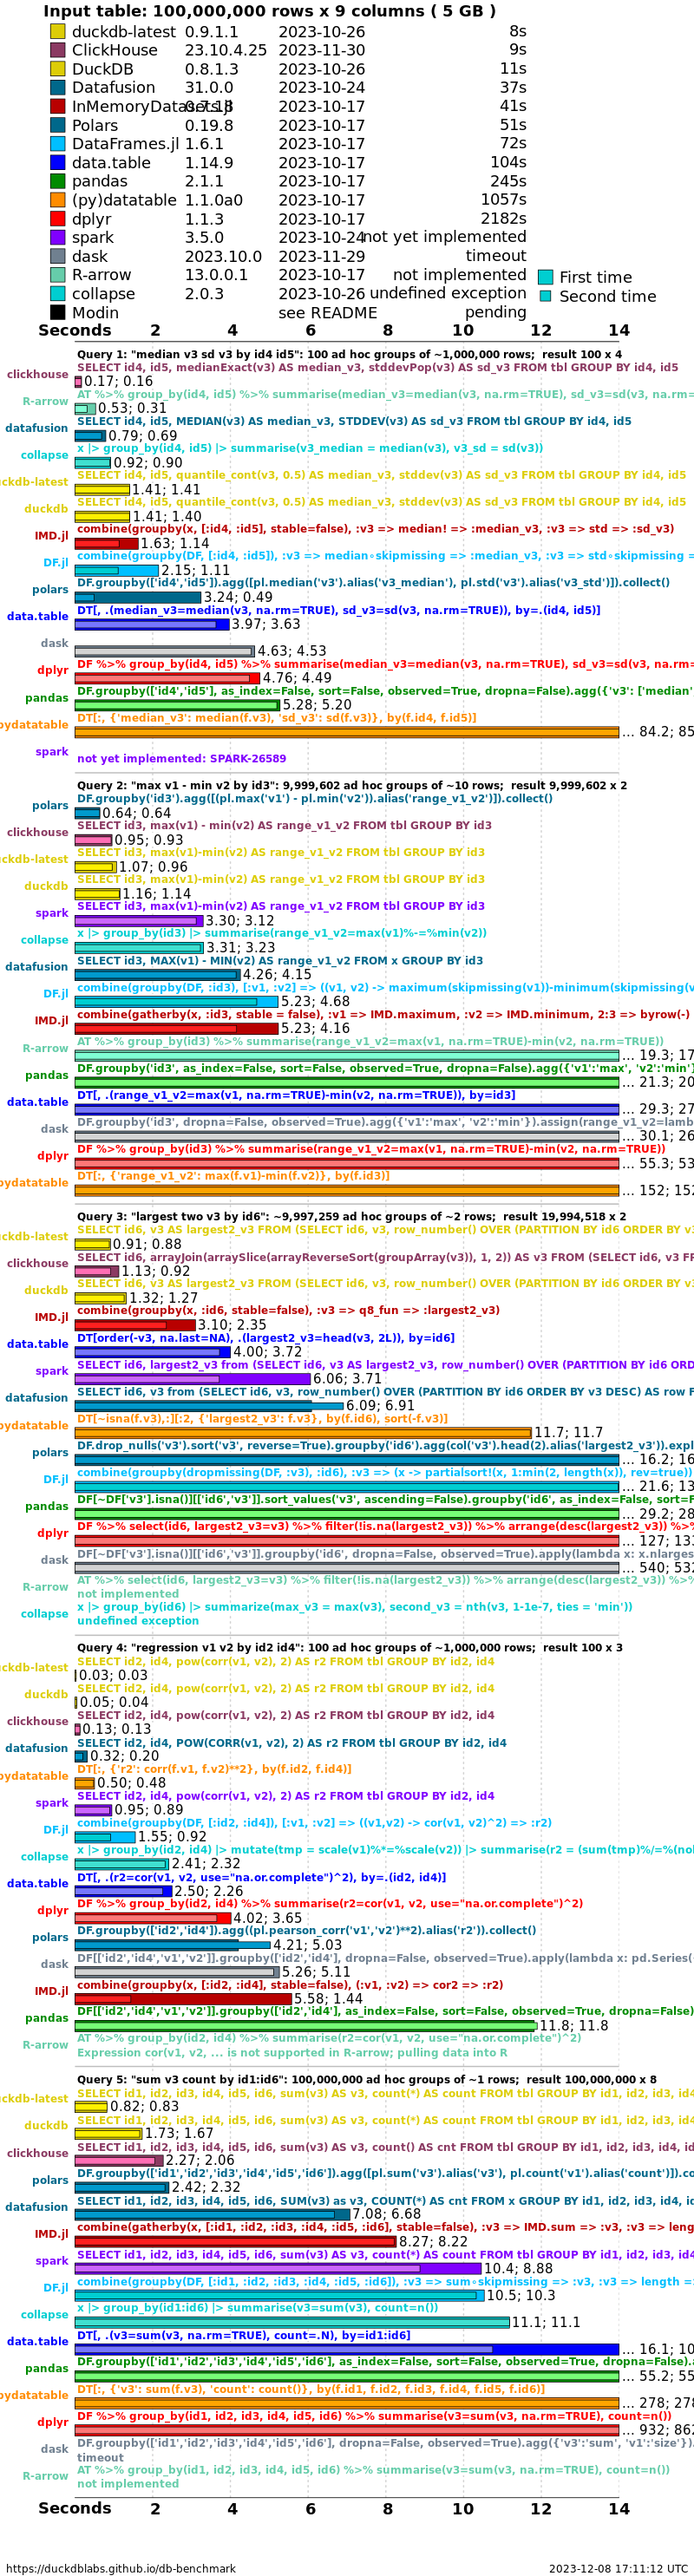 Input table: 100,000,000 rows x 9 columns ( 5 GB )
duckdb-latest 0.9.1.1 2023-10-26 8s
ClickHouse 23.10.4.25 2023-11-30 9s
DuckDB 0.8.1.3 2023-10-26 11s
Datafusion 31.0.0 2023-10-24 37s
InMemoryDatasets.jl 0.7.18 2023-10-17 41s
Polars 0.19.8 2023-10-17 51s
DataFrames.jl 1.6.1 2023-10-17 72s
data.table 1.14.9 2023-10-17 104s
pandas 2.1.1 2023-10-17 245s
(py)datatable 1.1.0a0 2023-10-17 1057s
dplyr 1.1.3 2023-10-17 2182s
spark 3.5.0 2023-10-24 not yet implemented
dask 2023.10.0 2023-11-29 timeout
R-arrow 13.0.0.1 2023-10-17 not implemented
collapse 2.0.3 2023-10-26 undefined exception
Modin see README pending
First time
Second time
Seconds 2 4 6 8 10 12 14
Query 1: "median v3 sd v3 by id4 id5": 100 ad hoc groups of ~1,000,000 rows; result 100 x 4
SELECT id4, id5, medianExact(v3) AS median_v3, stddevPop(v3) AS sd_v3 FROM tbl GROUP BY id4, id5
clickhouse 0.17; 0.16
AT %>% group_by(id4, id5) %>% summarise(median_v3=median(v3, na.rm=TRUE), sd_v3=sd(v3, na.rm=
R-arrow 0.53; 0.31
SELECT id4, id5, MEDIAN(v3) AS median_v3, STDDEV(v3) AS sd_v3 FROM tbl GROUP BY id4, id5
datafusion 0.79; 0.69
x |> group_by(id4, id5) |> summarise(v3_median = median(v3), v3_sd = sd(v3))
collapse 0.92; 0.90
SELECT id4, id5, quantile_cont(v3, 0.5) AS median_v3, stddev(v3) AS sd_v3 FROM tbl GROUP BY id4, id5
uckdb-latest 1.41; 1.41
SELECT id4, id5, quantile_cont(v3, 0.5) AS median_v3, stddev(v3) AS sd_v3 FROM tbl GROUP BY id4, id5
duckdb 1.41; 1.40
combine(groupby(x, [:id4, :id5], stable=false), :v3 => median! => :median_v3, :v3 => std => :sd_v3)
IMD.jl 1.63; 1.14
combine(groupby(DF, [:id4, :id5]), :v3 => median∘skipmissing => :median_v3, :v3 => std∘skipmissing =
DF.jl 2.15; 1.11
DF.groupby(['id4','id5']).agg([pl.median('v3').alias('v3_median'), pl.std('v3').alias('v3_std')]).collect()
polars 3.24; 0.49
DT[, .(median_v3=median(v3, na.rm=TRUE), sd_v3=sd(v3, na.rm=TRUE)), by=.(id4, id5)]
data.table 3.97; 3.63
dask 4.63; 4.53
DF %>% group_by(id4, id5) %>% summarise(median_v3=median(v3, na.rm=TRUE), sd_v3=sd(v3, na.rm=
dplyr 4.76; 4.49
DF.groupby(['id4','id5'], as_index=False, sort=False, observed=True, dropna=False).agg({'v3': ['median'
pandas 5.28; 5.20
DT[:, {'median_v3': median(f.v3), 'sd_v3': sd(f.v3)}, by(f.id4, f.id5)]
pydatatable ... 84.2; 85
spark not yet implemented: SPARK-26589
Query 2: "max v1 - min v2 by id3": 9,999,602 ad hoc groups of ~10 rows; result 9,999,602 x 2
DF.groupby('id3').agg([(pl.max('v1') - pl.min('v2')).alias('range_v1_v2')]).collect()
polars 0.64; 0.64
SELECT id3, max(v1) - min(v2) AS range_v1_v2 FROM tbl GROUP BY id3
clickhouse 0.95; 0.93
SELECT id3, max(v1)-min(v2) AS range_v1_v2 FROM tbl GROUP BY id3
uckdb-latest 1.07; 0.96
SELECT id3, max(v1)-min(v2) AS range_v1_v2 FROM tbl GROUP BY id3
duckdb 1.16; 1.14
SELECT id3, max(v1)-min(v2) AS range_v1_v2 FROM tbl GROUP BY id3
spark 3.30; 3.12
x |> group_by(id3) |> summarise(range_v1_v2=max(v1)%-=%min(v2))
collapse 3.31; 3.23
SELECT id3, MAX(v1) - MIN(v2) AS range_v1_v2 FROM x GROUP BY id3
datafusion 4.26; 4.15
combine(groupby(DF, :id3), [:v1, :v2] => ((v1, v2) -> maximum(skipmissing(v1))-minimum(skipmissing(v
DF.jl 5.23; 4.68
combine(gatherby(x, :id3, stable = false), :v1 => IMD.maximum, :v2 => IMD.minimum, 2:3 => byrow(-)
IMD.jl 5.23; 4.16
AT %>% group_by(id3) %>% summarise(range_v1_v2=max(v1, na.rm=TRUE)-min(v2, na.rm=TRUE))
R-arrow ... 19.3; 17
DF.groupby('id3', as_index=False, sort=False, observed=True, dropna=False).agg({'v1':'max', 'v2':'min'}
pandas ... 21.3; 20
DT[, .(range_v1_v2=max(v1, na.rm=TRUE)-min(v2, na.rm=TRUE)), by=id3]
data.table ... 29.3; 27
DF.groupby('id3', dropna=False, observed=True).agg({'v1':'max', 'v2':'min'}).assign(range_v1_v2=lamb
dask ... 30.1; 26
DF %>% group_by(id3) %>% summarise(range_v1_v2=max(v1, na.rm=TRUE)-min(v2, na.rm=TRUE))
dplyr ... 55.3; 53
DT[:, {'range_v1_v2': max(f.v1)-min(f.v2)}, by(f.id3)]
pydatatable ... 152; 152
Query 3: "largest two v3 by id6": ~9,997,259 ad hoc groups of ~2 rows; result 19,994,518 x 2
SELECT id6, v3 AS largest2_v3 FROM (SELECT id6, v3, row_number() OVER (PARTITION BY id6 ORDER BY v3
uckdb-latest 0.91; 0.88
SELECT id6, arrayJoin(arraySlice(arrayReverseSort(groupArray(v3)), 1, 2)) AS v3 FROM (SELECT id6, v3 FR
clickhouse 1.13; 0.92
SELECT id6, v3 AS largest2_v3 FROM (SELECT id6, v3, row_number() OVER (PARTITION BY id6 ORDER BY v3
duckdb 1.32; 1.27
combine(groupby(x, :id6, stable=false), :v3 => q8_fun => :largest2_v3)
IMD.jl 3.10; 2.35
DT[order(-v3, na.last=NA), .(largest2_v3=head(v3, 2L)), by=id6]
data.table 4.00; 3.72
SELECT id6, largest2_v3 from (SELECT id6, v3 AS largest2_v3, row_number() OVER (PARTITION BY id6 ORD
spark 6.06; 3.71
SELECT id6, v3 from (SELECT id6, v3, row_number() OVER (PARTITION BY id6 ORDER BY v3 DESC) AS row F
datafusion 6.09; 6.91
DT[~isna(f.v3),:][:2, {'largest2_v3': f.v3}, by(f.id6), sort(-f.v3)]
pydatatable 11.7; 11.7
DF.drop_nulls('v3').sort('v3', reverse=True).groupby('id6').agg(col('v3').head(2).alias('largest2_v3')).expl
polars ... 16.2; 16
combine(groupby(dropmissing(DF, :v3), :id6), :v3 => (x -> partialsort!(x, 1:min(2, length(x)), rev=true))
DF.jl ... 21.6; 13
DF[~DF['v3'].isna()][['id6','v3']].sort_values('v3', ascending=False).groupby('id6', as_index=False, sort=F
pandas ... 29.2; 28
DF %>% select(id6, largest2_v3=v3) %>% filter(!is.na(largest2_v3)) %>% arrange(desc(largest2_v3)) %>%
dplyr ... 127; 133
DF[~DF['v3'].isna()][['id6','v3']].groupby('id6', dropna=False, observed=True).apply(lambda x: x.nlarges
dask ... 540; 532
AT %>% select(id6, largest2_v3=v3) %>% filter(!is.na(largest2_v3)) %>% arrange(desc(largest2_v3)) %>%
R-arrow not implemented
x |> group_by(id6) |> summarize(max_v3 = max(v3), second_v3 = nth(v3, 1-1e-7, ties = 'min'))
collapse undefined exception
Query 4: "regression v1 v2 by id2 id4": 100 ad hoc groups of ~1,000,000 rows; result 100 x 3
SELECT id2, id4, pow(corr(v1, v2), 2) AS r2 FROM tbl GROUP BY id2, id4
uckdb-latest 0.03; 0.03
SELECT id2, id4, pow(corr(v1, v2), 2) AS r2 FROM tbl GROUP BY id2, id4
duckdb 0.05; 0.04
SELECT id2, id4, pow(corr(v1, v2), 2) AS r2 FROM tbl GROUP BY id2, id4
clickhouse 0.13; 0.13
SELECT id2, id4, POW(CORR(v1, v2), 2) AS r2 FROM tbl GROUP BY id2, id4
datafusion 0.32; 0.20
DT[:, {'r2': corr(f.v1, f.v2)**2}, by(f.id2, f.id4)]
pydatatable 0.50; 0.48
SELECT id2, id4, pow(corr(v1, v2), 2) AS r2 FROM tbl GROUP BY id2, id4
spark 0.95; 0.89
combine(groupby(DF, [:id2, :id4]), [:v1, :v2] => ((v1,v2) -> cor(v1, v2)^2) => :r2)
DF.jl 1.55; 0.92
x |> group_by(id2, id4) |> mutate(tmp = scale(v1)%*=%scale(v2)) |> summarise(r2 = (sum(tmp)%/=%(nol
collapse 2.41; 2.32
DT[, .(r2=cor(v1, v2, use="na.or.complete")^2), by=.(id2, id4)]
data.table 2.50; 2.26
DF %>% group_by(id2, id4) %>% summarise(r2=cor(v1, v2, use="na.or.complete")^2)
dplyr 4.02; 3.65
DF.groupby(['id2','id4']).agg((pl.pearson_corr('v1','v2')**2).alias('r2')).collect()
polars 4.21; 5.03
DF[['id2','id4','v1','v2']].groupby(['id2','id4'], dropna=False, observed=True).apply(lambda x: pd.Series(
dask 5.26; 5.11
combine(groupby(x, [:id2, :id4], stable=false), (:v1, :v2) => cor2 => :r2)
IMD.jl 5.58; 1.44
DF[['id2','id4','v1','v2']].groupby(['id2','id4'], as_index=False, sort=False, observed=True, dropna=False)
pandas 11.8; 11.8
AT %>% group_by(id2, id4) %>% summarise(r2=cor(v1, v2, use="na.or.complete")^2)
R-arrow Expression cor(v1, v2, ... is not supported in R-arrow; pulling data into R
Query 5: "sum v3 count by id1:id6": 100,000,000 ad hoc groups of ~1 rows; result 100,000,000 x 8
SELECT id1, id2, id3, id4, id5, id6, sum(v3) AS v3, count(*) AS count FROM tbl GROUP BY id1, id2, id3, id4
uckdb-latest 0.82; 0.83
SELECT id1, id2, id3, id4, id5, id6, sum(v3) AS v3, count(*) AS count FROM tbl GROUP BY id1, id2, id3, id4
duckdb 1.73; 1.67
SELECT id1, id2, id3, id4, id5, id6, sum(v3) AS v3, count() AS cnt FROM tbl GROUP BY id1, id2, id3, id4, id
clickhouse 2.27; 2.06
DF.groupby(['id1','id2','id3','id4','id5','id6']).agg([pl.sum('v3').alias('v3'), pl.count('v1').alias('count')]).co
polars 2.42; 2.32
SELECT id1, id2, id3, id4, id5, id6, SUM(v3) as v3, COUNT(*) AS cnt FROM x GROUP BY id1, id2, id3, id4, id
datafusion 7.08; 6.68
combine(gatherby(x, [:id1, :id2, :id3, :id4, :id5, :id6], stable=false), :v3 => IMD.sum => :v3, :v3 => leng
IMD.jl 8.27; 8.22
SELECT id1, id2, id3, id4, id5, id6, sum(v3) AS v3, count(*) AS count FROM tbl GROUP BY id1, id2, id3, id4
spark 10.4; 8.88
combine(groupby(DF, [:id1, :id2, :id3, :id4, :id5, :id6]), :v3 => sum∘skipmissing => :v3, :v3 => length =
DF.jl 10.5; 10.3
x |> group_by(id1:id6) |> summarise(v3=sum(v3), count=n())
collapse 11.1; 11.1
DT[, .(v3=sum(v3, na.rm=TRUE), count=.N), by=id1:id6]
data.table ... 16.1; 10
DF.groupby(['id1','id2','id3','id4','id5','id6'], as_index=False, sort=False, observed=True, dropna=False).a
pandas ... 55.2; 55
DT[:, {'v3': sum(f.v3), 'count': count()}, by(f.id1, f.id2, f.id3, f.id4, f.id5, f.id6)]
pydatatable ... 278; 278
DF %>% group_by(id1, id2, id3, id4, id5, id6) %>% summarise(v3=sum(v3, na.rm=TRUE), count=n())
dplyr ... 932; 862
DF.groupby(['id1','id2','id3','id4','id5','id6'], dropna=False, observed=True).agg({'v3':'sum', 'v1':'size'}).
dask timeout
AT %>% group_by(id1, id2, id3, id4, id5, id6) %>% summarise(v3=sum(v3, na.rm=TRUE), count=n())
R-arrow not implemented
Seconds 2 4 6 8 10 12 14
https://duckdblabs.github.io/db-benchmark 2023-12-08 17:11:12 UTC